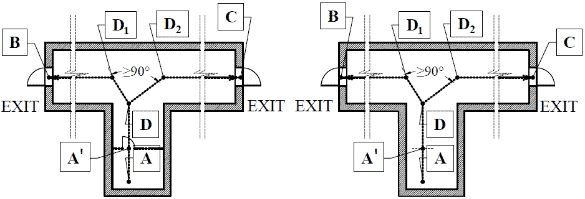 D1 D2 C
B
≥90°
EXIT EXIT
D
A' A
D1 D2
B C
≥90°
EXIT EXIT
D
A' A